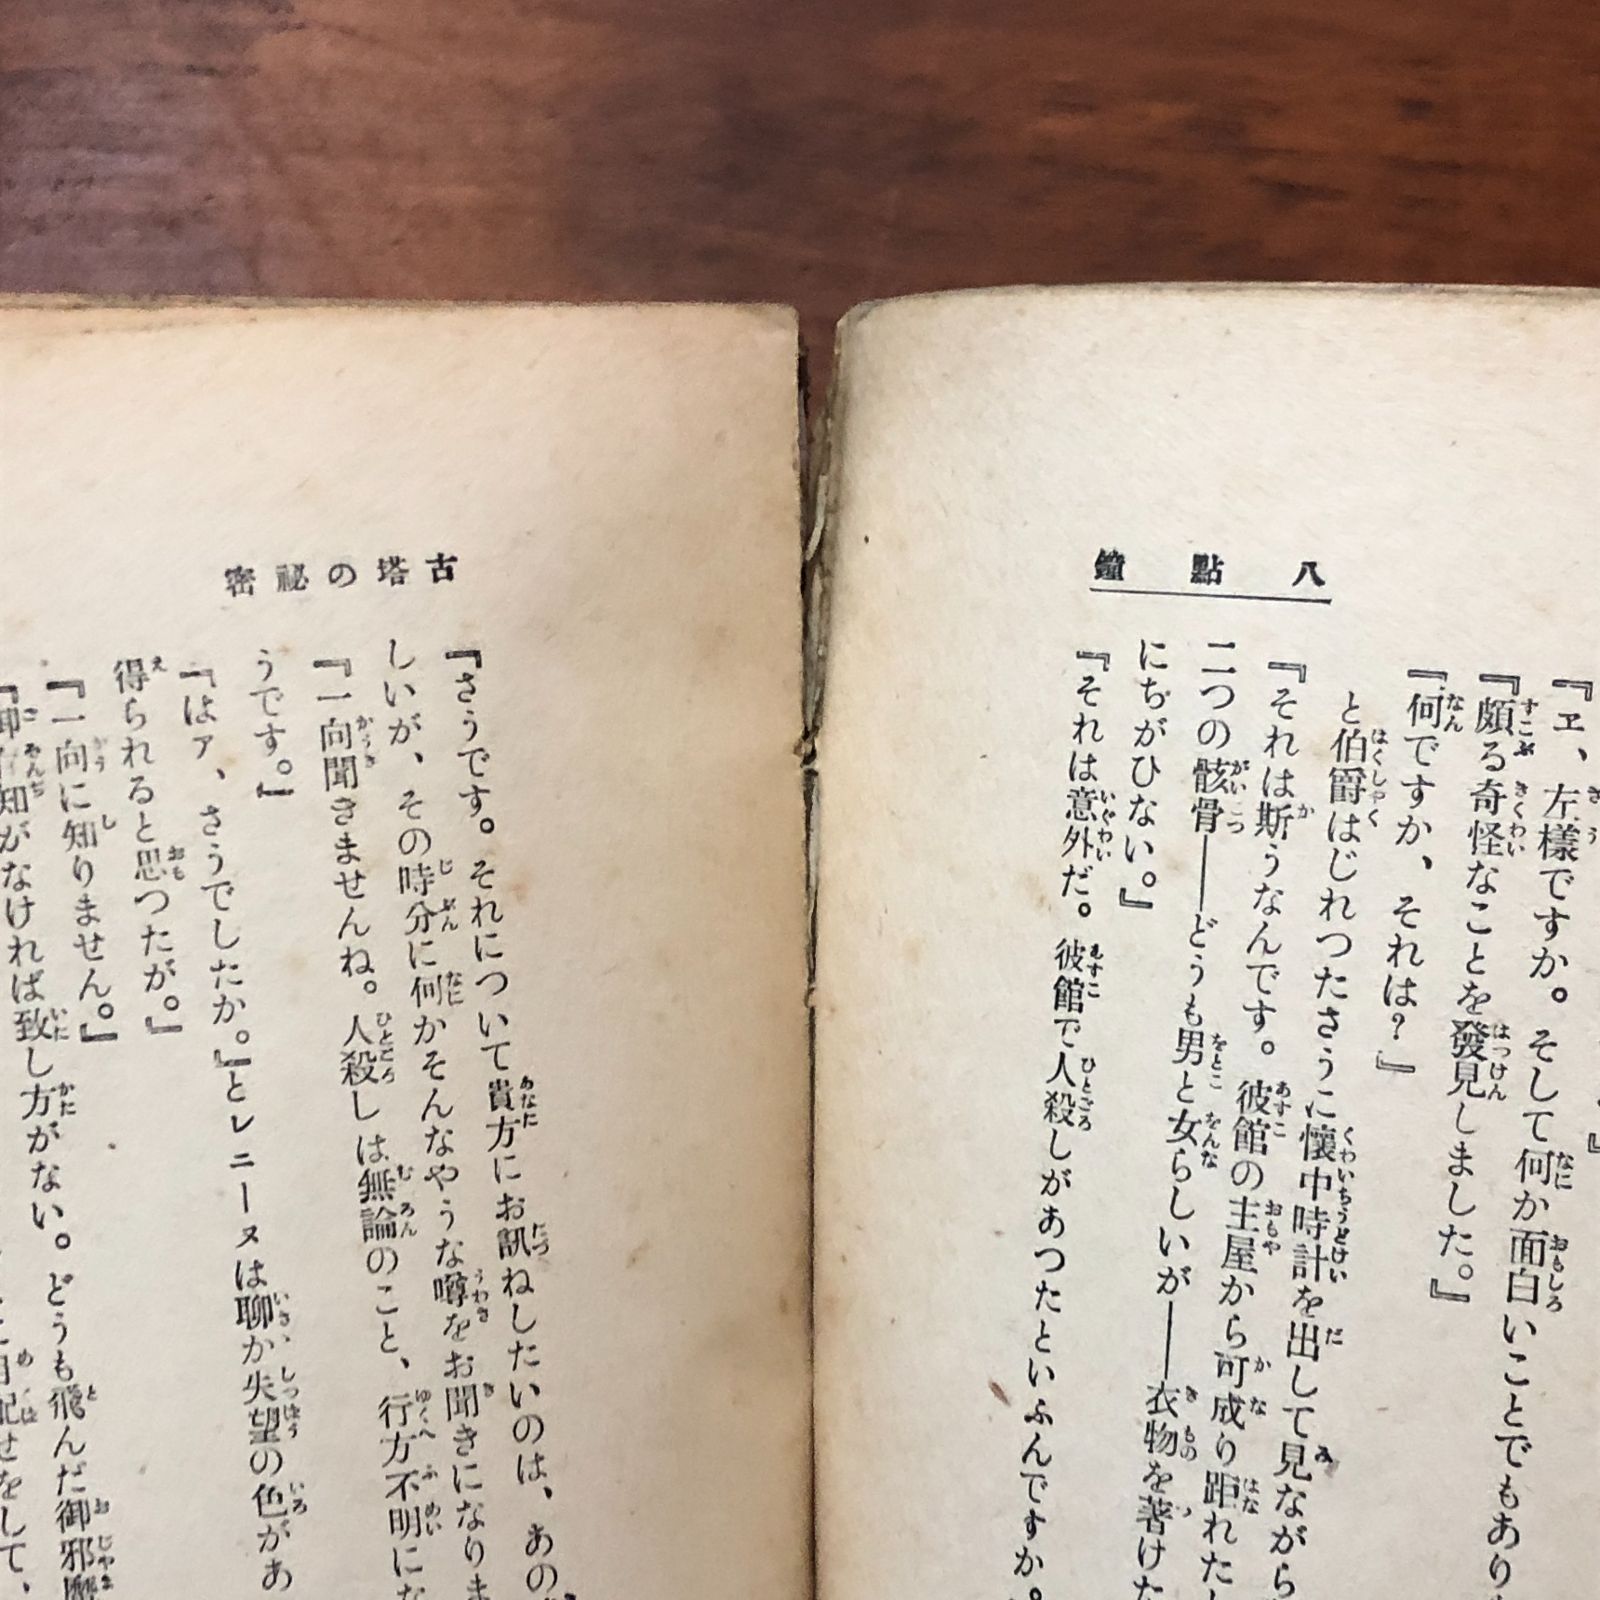 八點鐘
『ヱ、左樣ですか。そして何か面白いことでもあり
『頗る奇怪なことを發見しました。』
『何ですか、それは？』
と伯爵はじれつたさうに懷中時計を出して見ながら
『それは斯うなんです。彼館の主屋から可成り距れた
二つの骸骨――どうも男と女らしいが――衣物を著けた
にちがひない。』
『それは意外だ。彼館で人殺しがあつたといふんですか。
古塔の祕密
『さうです。それについて貴方にお訊ねしたいのは、あの
しいが、その時分に何かそんなやうな噂をお聞きになりま
『一向聞きませんね。人殺しは無論のこと、行方不明にな
うです。』
『はァ、さうでしたか。』とレニーヌは聊か失望の色があ
得られると思つたが。』
『一向に知りません。』
『御存知がなければ致し方がない。どうも飛んだ御邪魔
目配せをして、